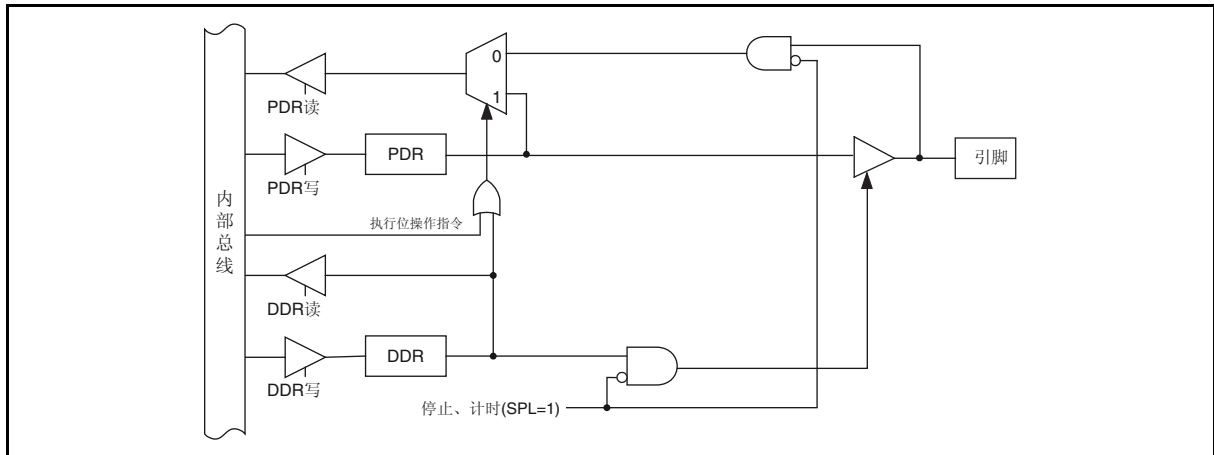 0
1
PDR读
PDR写
PDR
引脚
内部总线
执行位操作指令
DDR读
DDR写
DDR
停止、计时(SPL=1)